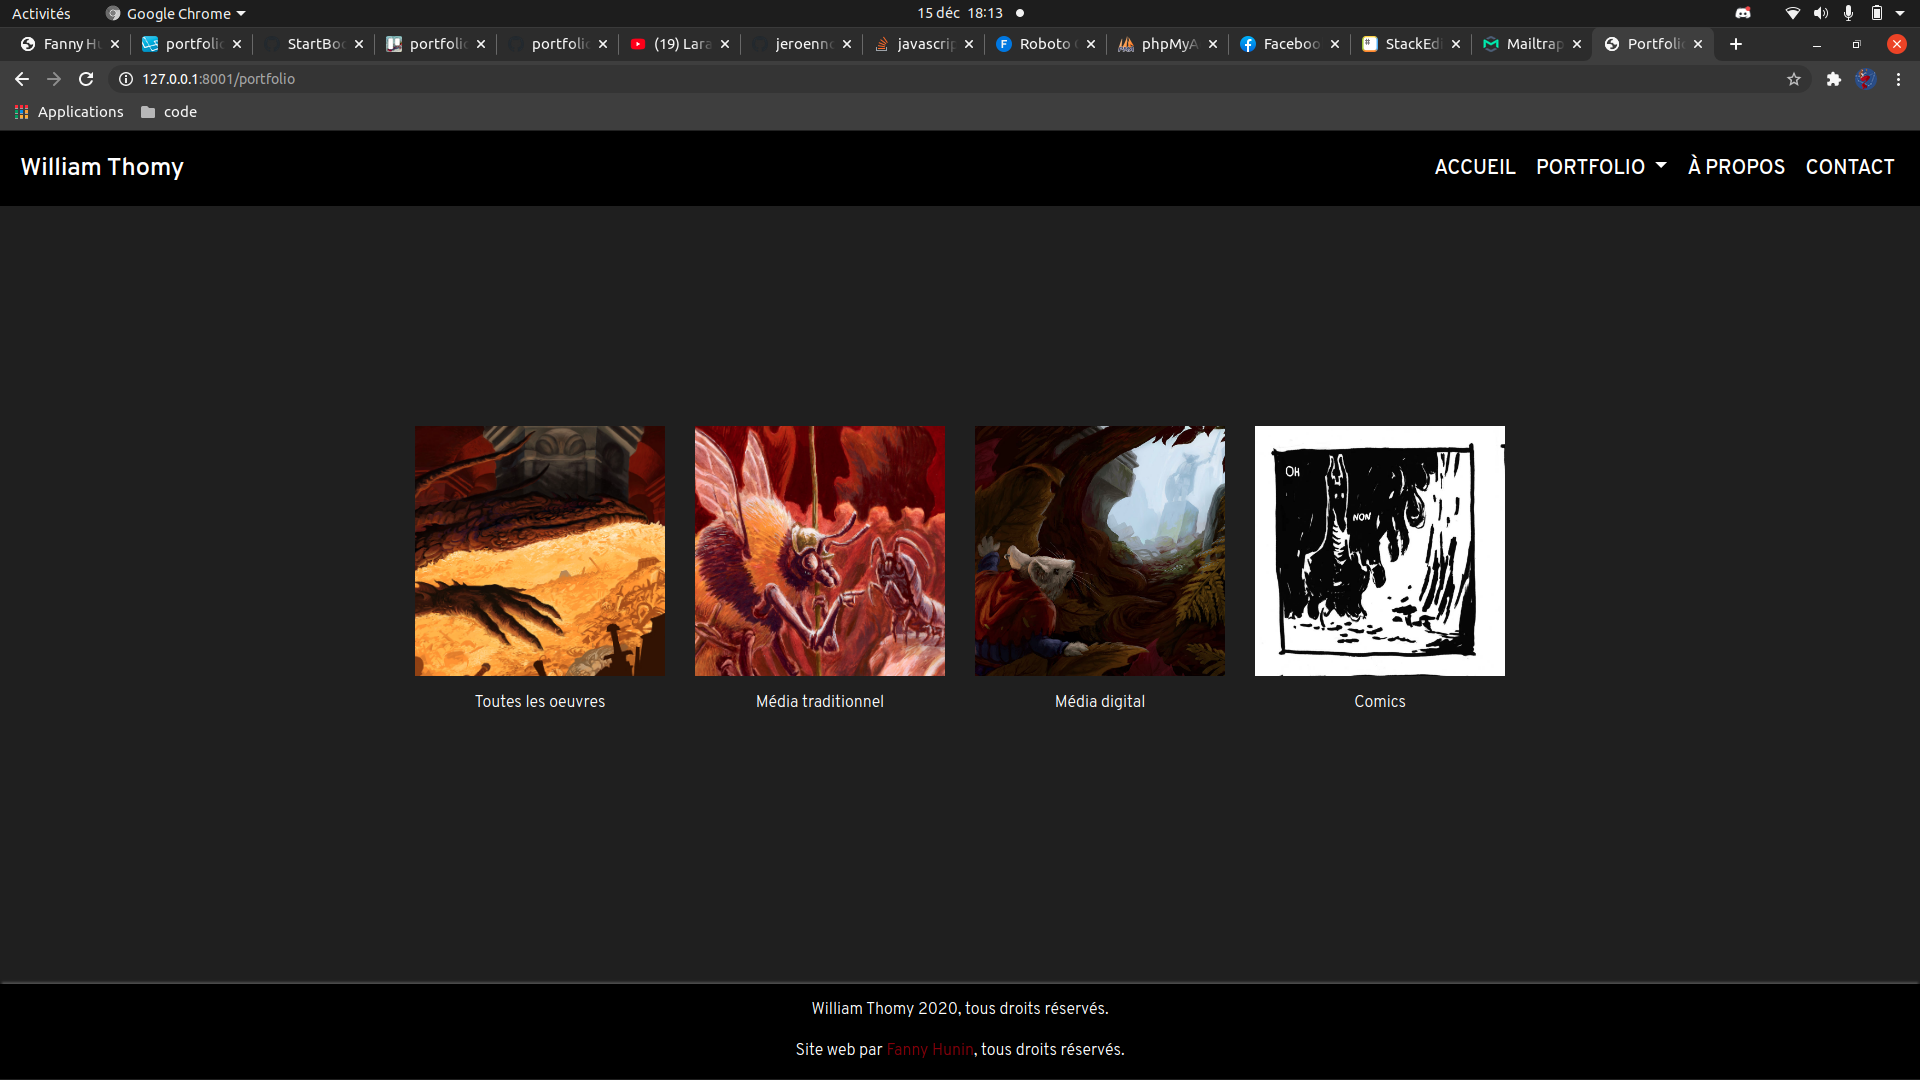 Activités Google Chrome 15 déc 18:13
Fanny Hu portfolio StartBoo portfolio portfolio (19) Lara jeroennc javascrip Roboto phpMyA Faceboo StackEdi Mailtrap Portfolio
127.0.0.1:8001/portfolio
Applications code
William Thomy ACCUEIL PORTFOLIO À PROPOS CONTACT
OH
NON
Toutes les oeuvres Média traditionnel Média digital Comics
William Thomy 2020, tous droits réservés.
Site web par Fanny Hunin, tous droits réservés.